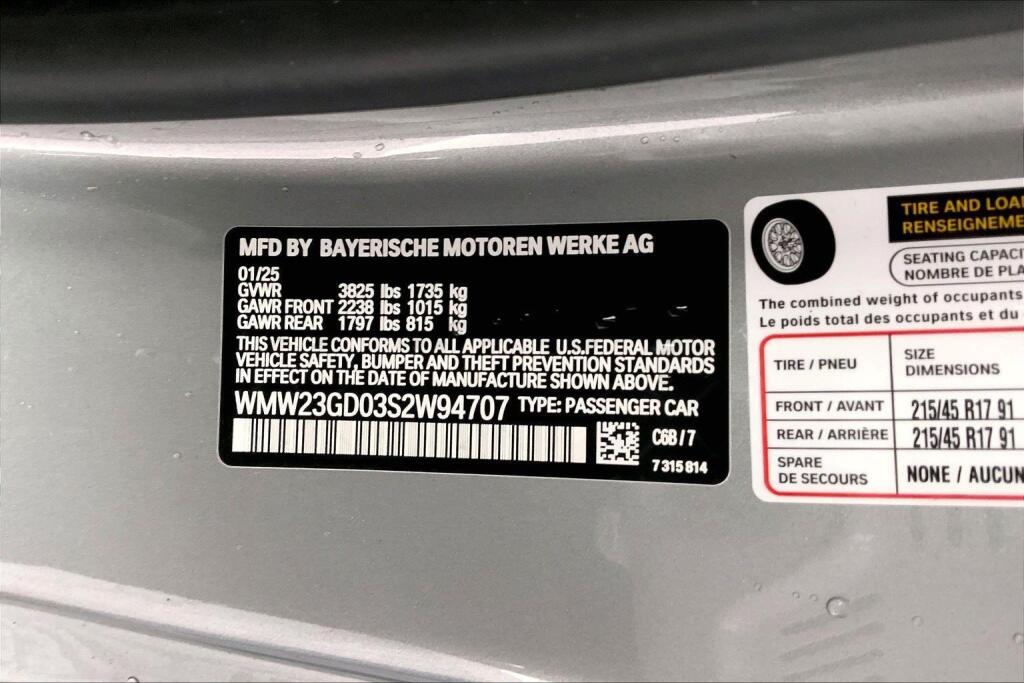 MFD BY BAYERISCHE MOTOREN WERKE AG
01/25
GVWR 3825 lbs 1735 kg
GAWR FRONT 2238 lbs 1015 kg
GAWR REAR 1797 lbs 815 kg
THIS VEHICLE CONFORMS TO ALL APPLICABLE U.S.FEDERAL MOTOR
VEHICLE SAFETY, BUMPER AND THEFT PREVENTION STANDARDS
IN EFFECT ON THE DATE OF MANUFACTURE SHOWN ABOVE.
WMW23GD03S2W94707 TYPE: PASSENGER CAR
C6B / 7
7 315 814
TIRE AND LOA
RENSEIGNEME
SEATING CAPACI
NOMBRE DE PLA
The combined weight of occupants
Le poids total des occupants et du
TIRE / PNEU
SIZE
DIMENSIONS
FRONT / AVANT 215/45 R17 91
REAR / ARRIÈRE 215/45 R17 91
SPARE
DE SECOURS
NONE / AUCUN